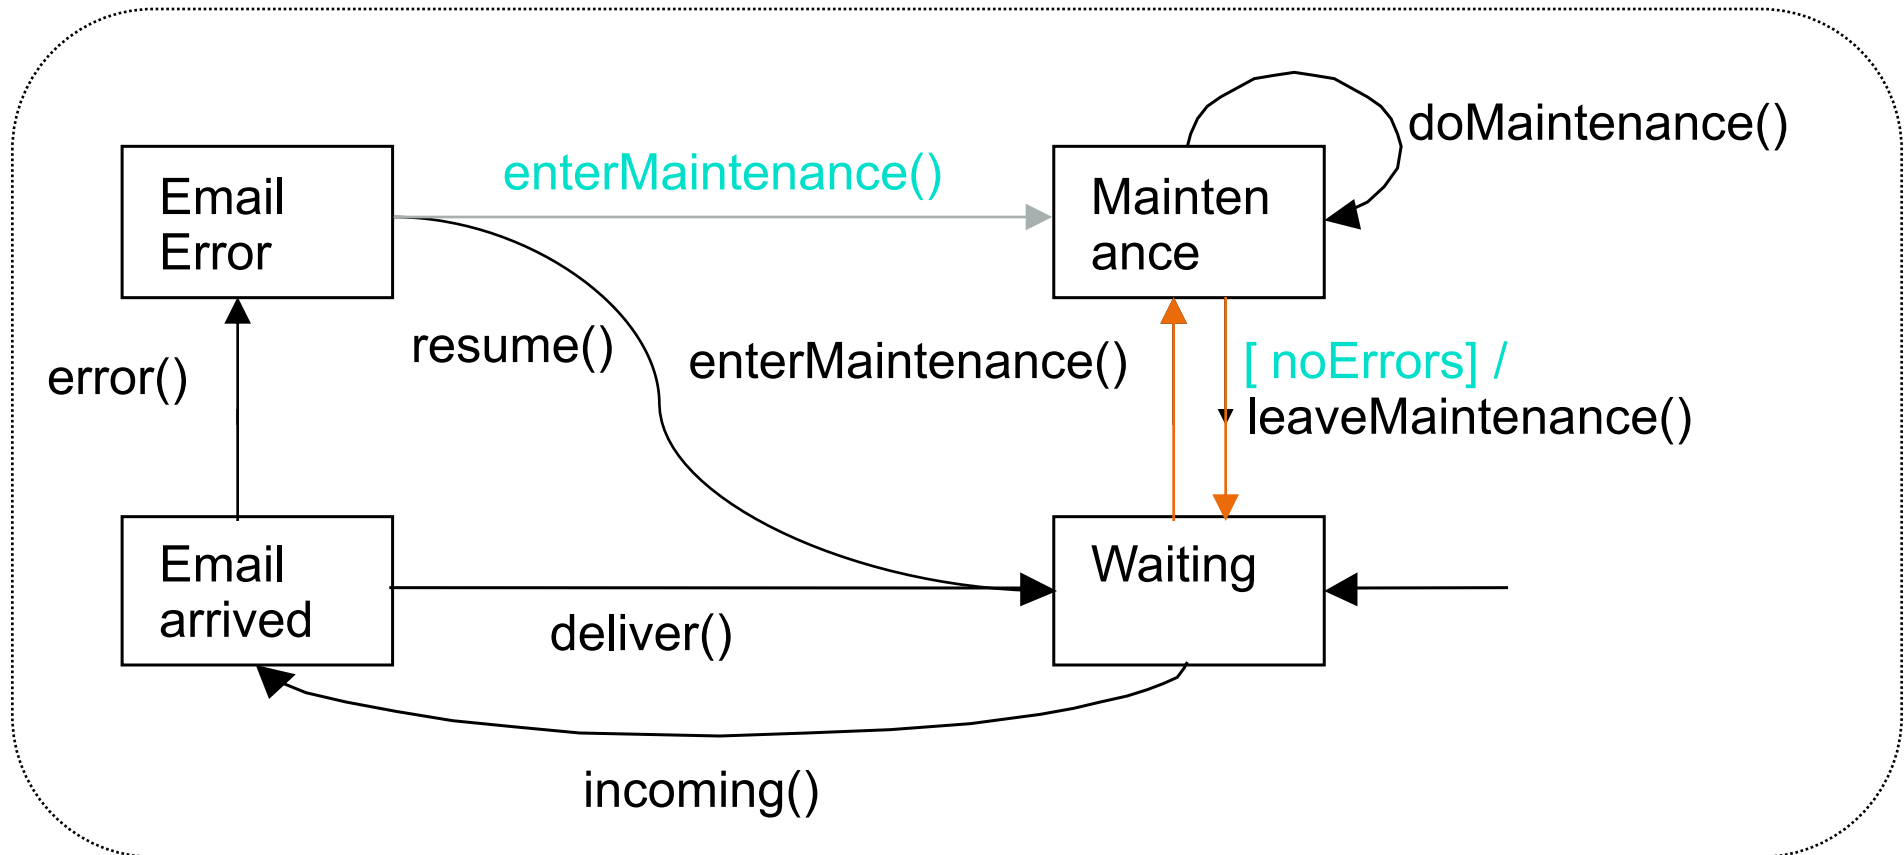 doMaintenance()
enterMaintenance()
Email
Error
Mainten
ance
resume()
enterMaintenance()
[ noErrors] /
error()
leaveMaintenance()
Email
arrived
Waiting
deliver()
incoming()